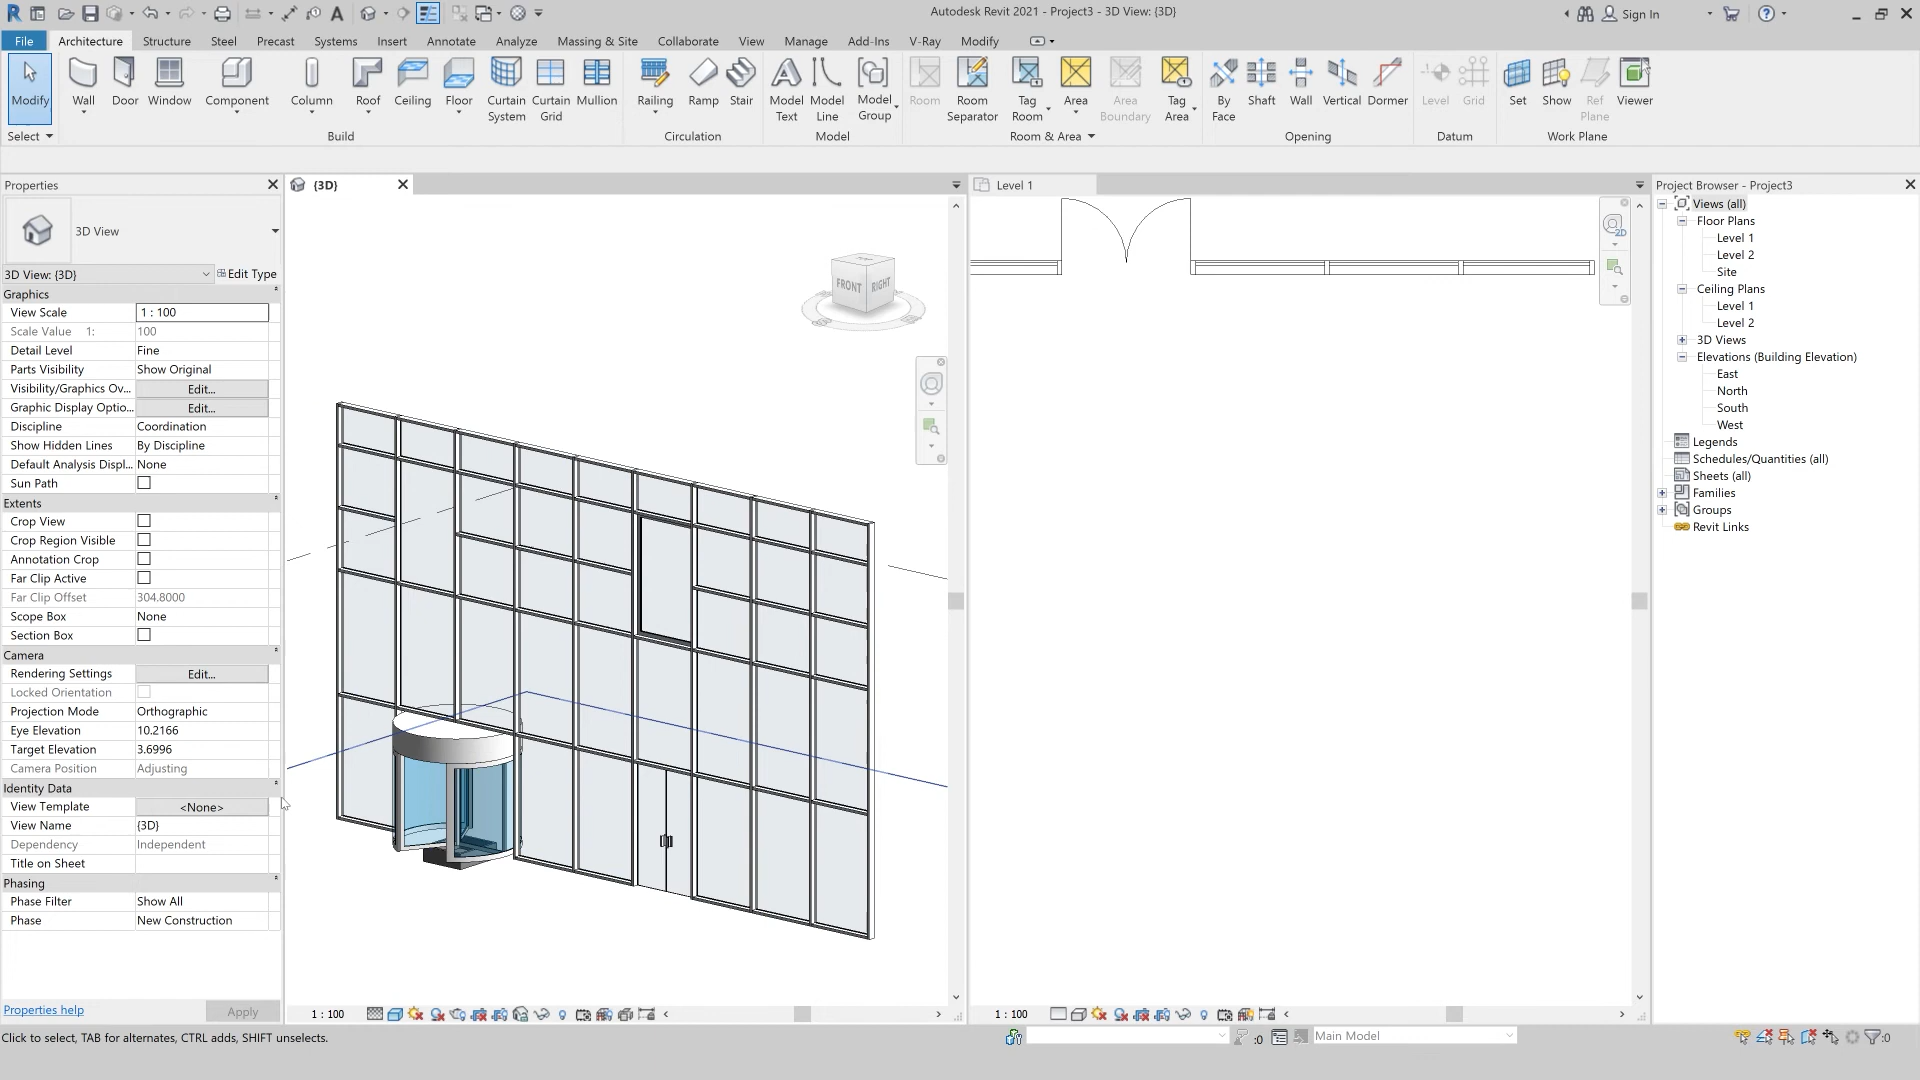 Autodesk Revit 2021 - Project3 - 3D View: {3D}
Sign In
File Architecture Structure Steel Precast Systems Insert Annotate Analyze Massing & Site Collaborate View Manage Add-Ins V-Ray Modify
Modify
Wall
Door
Window
Component
Column
Roof
Ceiling
Floor
Curtain System
Curtain Grid
Mullion
Railing
Ramp
Stair
Model Text
Model Line
Model Group
Room
Room Separator
Tag Room
Area
Area Boundary
Tag Area
By Face
Shaft
Wall
Vertical
Dormer
Level
Grid
Set
Show
Ref Plane
Viewer
Select
Build
Circulation
Model
Room & Area
Opening
Datum
Work Plane
Properties
3D View
3D View: {3D}
Edit Type
Graphics
View Scale 1 : 100
Scale Value 1: 100
Detail Level Fine
Parts Visibility Show Original
Visibility/Graphics Ov... Edit...
Graphic Display Optio... Edit...
Discipline Coordination
Show Hidden Lines By Discipline
Default Analysis Displ... None
Sun Path
Extents
Crop View
Crop Region Visible
Annotation Crop
Far Clip Active
Far Clip Offset 304.8000
Scope Box None
Section Box
Camera
Rendering Settings Edit...
Locked Orientation
Projection Mode Orthographic
Eye Elevation 10.2166
Target Elevation 3.6996
Camera Position Adjusting
Identity Data
View Template <None>
View Name {3D}
Dependency Independent
Title on Sheet
Phasing
Phase Filter Show All
Phase New Construction
Properties help
Apply
{3D}
FRONT
RIGHT
1 : 100
Level 1
2D
1 : 100
Project Browser - Project3
Views (all)
Floor Plans
Level 1
Level 2
Site
Ceiling Plans
Level 1
Level 2
3D Views
Elevations (Building Elevation)
East
North
South
West
Legends
Schedules/Quantities (all)
Sheets (all)
Families
Groups
Revit Links
Click to select, TAB for alternates, CTRL adds, SHIFT unselects.
:0
Main Model
:0